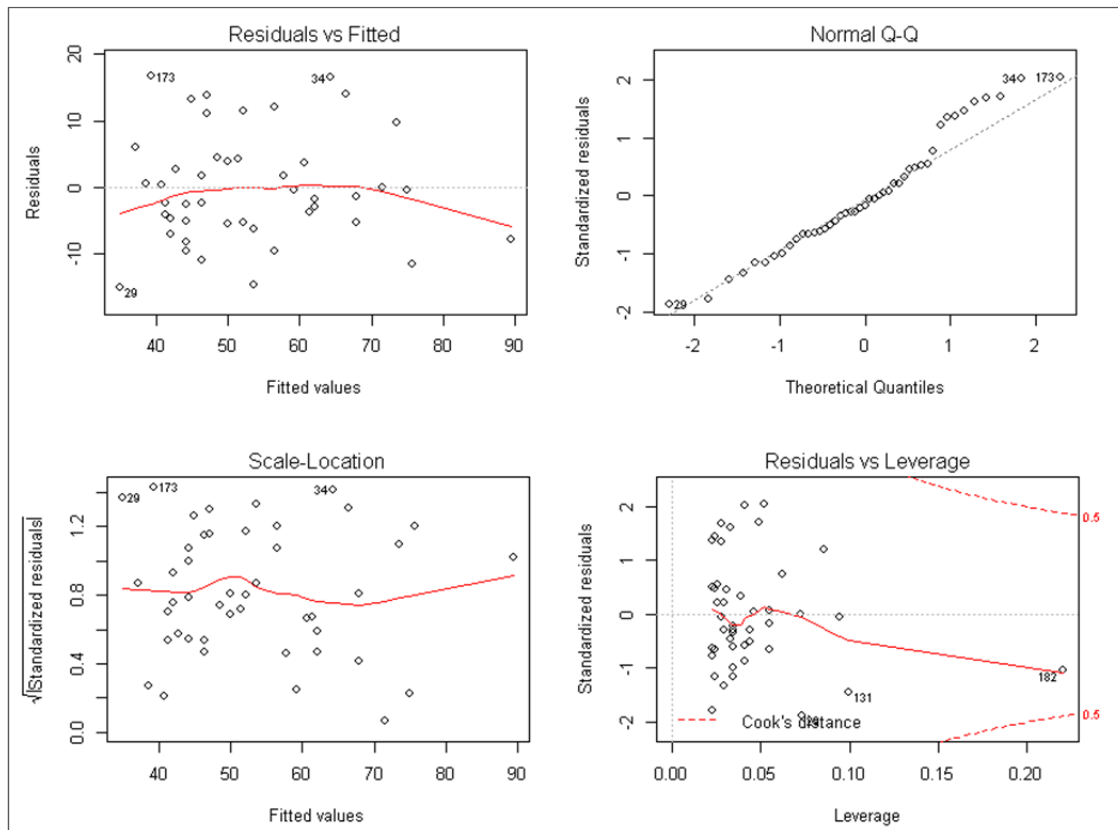 Residuals vs Fitted
Residuals
20
10
0
-10
173
34
29
40 50 60 70 80 90
Fitted values
Normal Q-Q
Standardized residuals
2
1
0
-1
-2
34 173
29
-2 -1 0 1 2
Theoretical Quantiles
Scale-Location
√|Standardized residuals|
1.2
0.8
0.4
0.0
29 173 34
40 50 60 70 80 90
Fitted values
Residuals vs Leverage
Standardized residuals
2
1
0
-1
-2
0.5
182
131
0.5
Cook's distance
0.00 0.05 0.10 0.15 0.20
Leverage